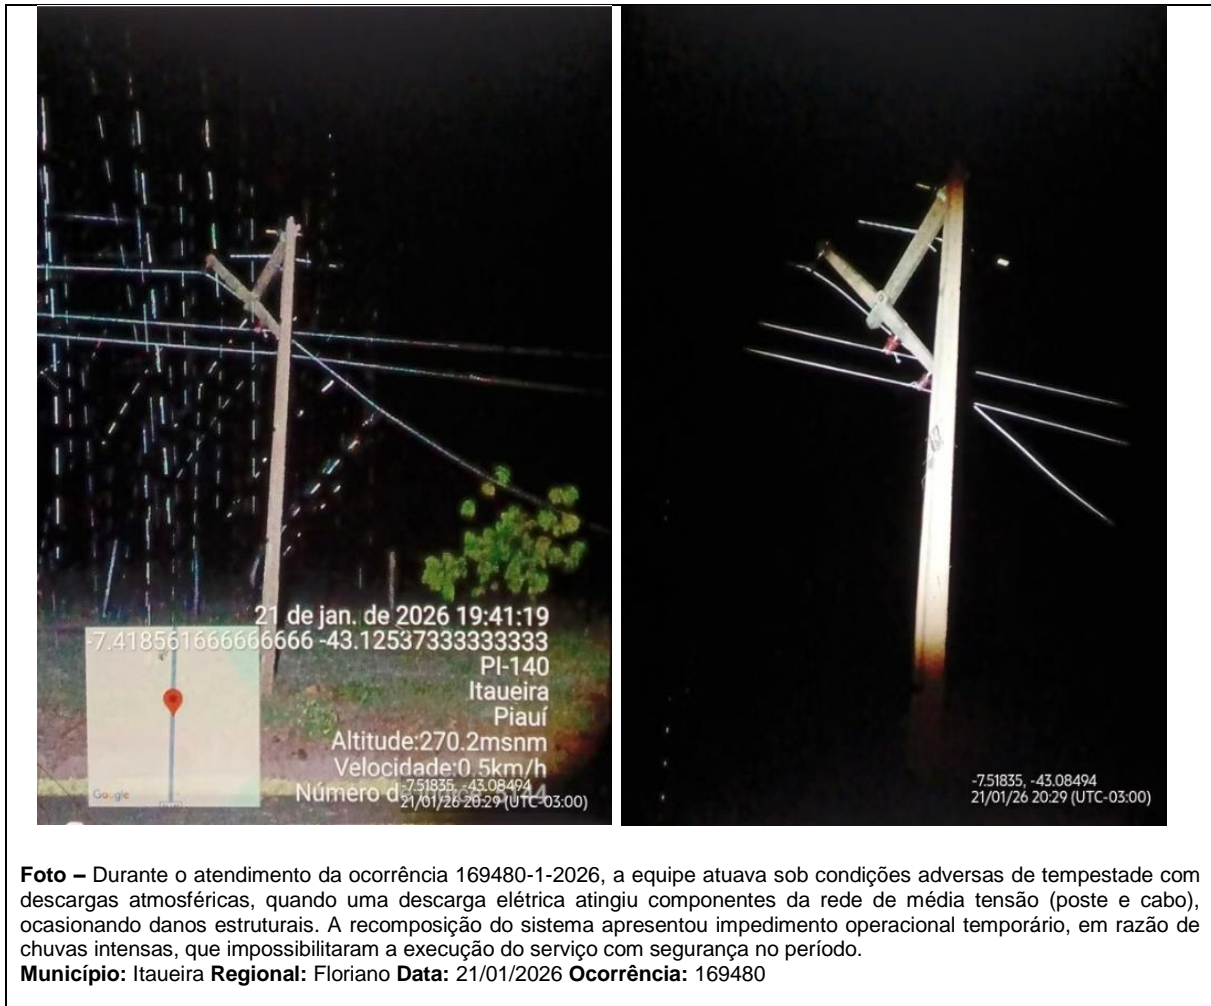 21 de jan. de 2026 19:41:19
-7.418561666666666 -43.12537333333333
PI-140
Itaueira
Piauí
Altitude:270.2msnm
Velocidade:0.5km/h
Número d
-7.51835, -43.08494
21/01/26 20:29 (UTC-03:00)
Google
-7.51835, -43.08494
21/01/26 20:29 (UTC-03:00)
Foto – Durante o atendimento da ocorrência 169480-1-2026, a equipe atuava sob condições adversas de tempestade com
descargas atmosféricas, quando uma descarga elétrica atingiu componentes da rede de média tensão (poste e cabo),
ocasionando danos estruturais. A recomposição do sistema apresentou impedimento operacional temporário, em razão de
chuvas intensas, que impossibilitaram a execução do serviço com segurança no período.
Município: Itaueira Regional: Floriano Data: 21/01/2026 Ocorrência: 169480